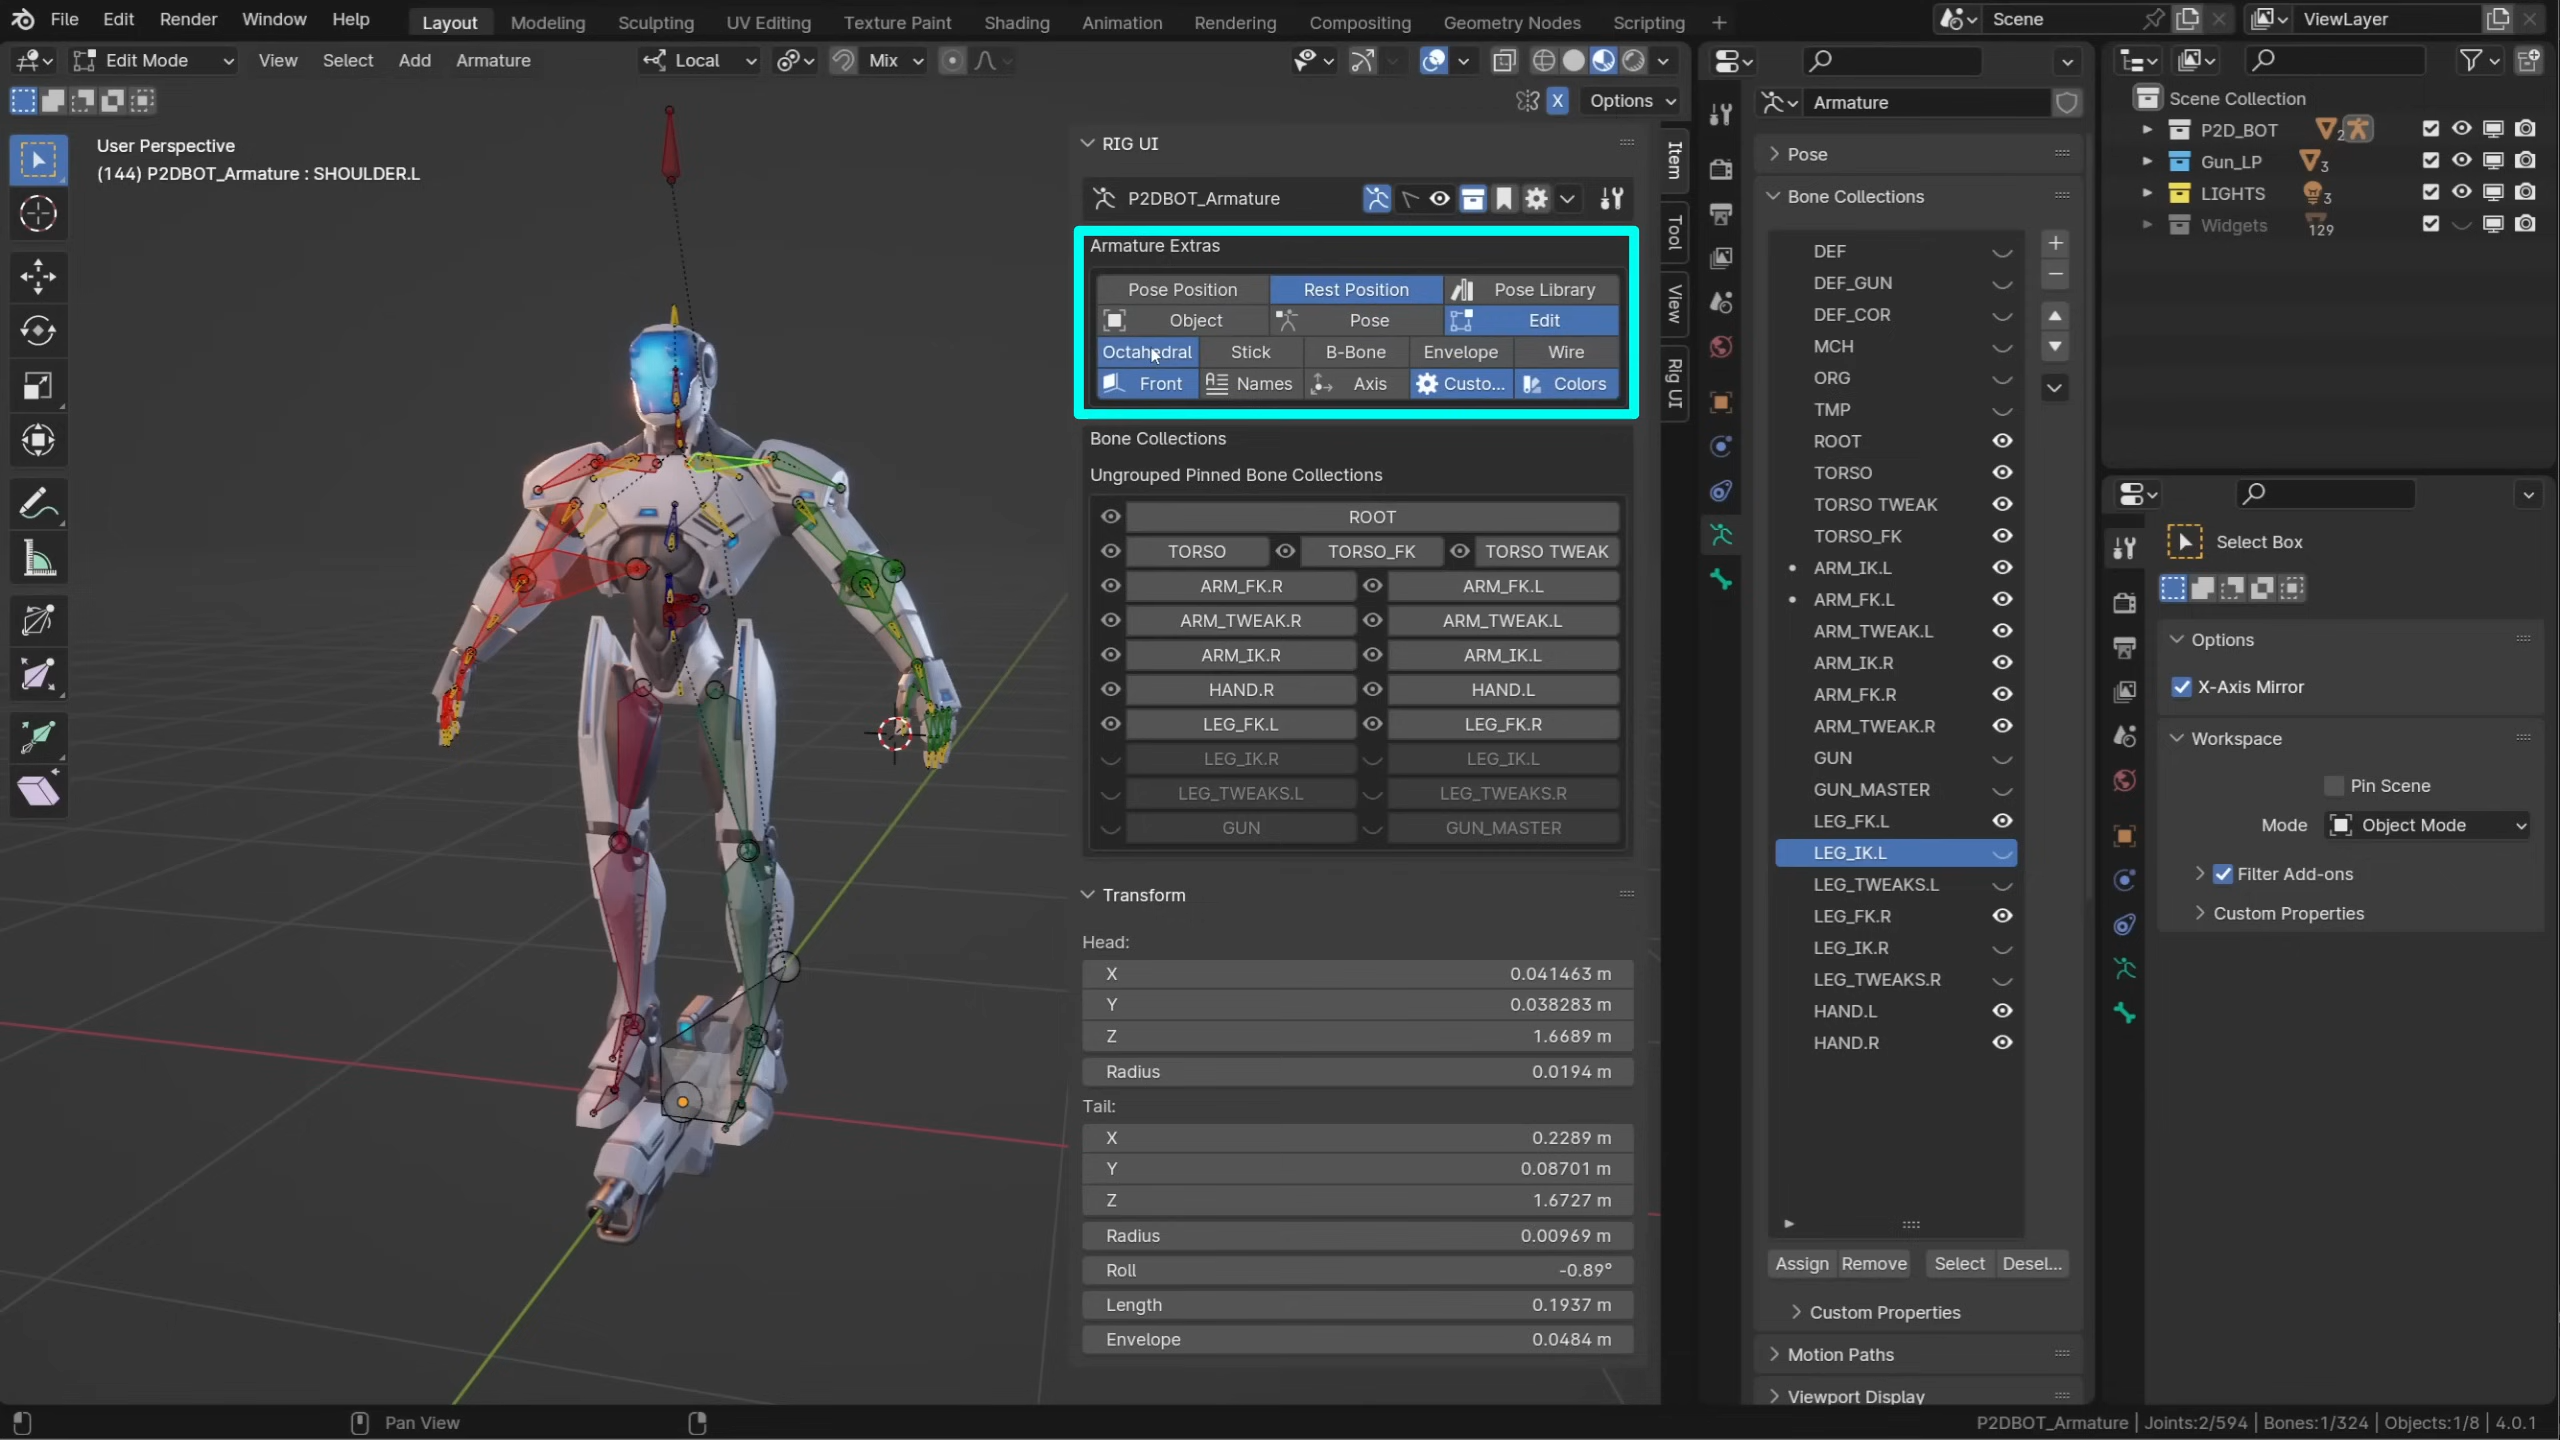 File Edit Render Window Help Layout Modeling Sculpting UV Editing Texture Paint Shading Animation Rendering Compositing Geometry Nodes Scripting + Scene ViewLayer
Edit Mode View Select Add Armature Local Mix
X Options
User Perspective
(144) P2DBOT_Armature : SHOULDER.L
RIG UI
P2DBOT_Armature
Armature Extras
Pose Position Rest Position Pose Library
Object Pose Edit
Octahedral Stick B-Bone Envelope Wire
Front Names Axis Custo... Colors
Bone Collections
Ungrouped Pinned Bone Collections
ROOT
TORSO TORSO_FK TORSO TWEAK
ARM_FK.R ARM_FK.L
ARM_TWEAK.R ARM_TWEAK.L
ARM_IK.R ARM_IK.L
HAND.R HAND.L
LEG_FK.L LEG_FK.R
LEG_IK.R LEG_IK.L
LEG_TWEAKS.L LEG_TWEAKS.R
GUN GUN_MASTER
Transform
Head:
X 0.041463 m
Y 0.038283 m
Z 1.6689 m
Radius 0.0194 m
Tail:
X 0.2289 m
Y 0.08701 m
Z 1.6727 m
Radius 0.00969 m
Roll -0.89°
Length 0.1937 m
Envelope 0.0484 m
Item
Tool
View
Rig UI
Armature
Pose
Bone Collections
DEF
DEF_GUN
DEF_COR
MCH
ORG
TMP
ROOT
TORSO
TORSO TWEAK
TORSO_FK
ARM_IK.L
ARM_FK.L
ARM_TWEAK.L
ARM_IK.R
ARM_FK.R
ARM_TWEAK.R
GUN
GUN_MASTER
LEG_FK.L
LEG_IK.L
LEG_TWEAKS.L
LEG_FK.R
LEG_IK.R
LEG_TWEAKS.R
HAND.L
HAND.R
Assign Remove Select Desel...
Custom Properties
Motion Paths
Viewport Display
Scene Collection
P2D_BOT 2
Gun_LP 3
LIGHTS 3
Widgets 129
Select Box
Options
X-Axis Mirror
Workspace
Pin Scene
Mode Object Mode
Filter Add-ons
Custom Properties
Pan View
P2DBOT_Armature | Joints:2/594 | Bones:1/324 | Objects:1/8 | 4.0.1